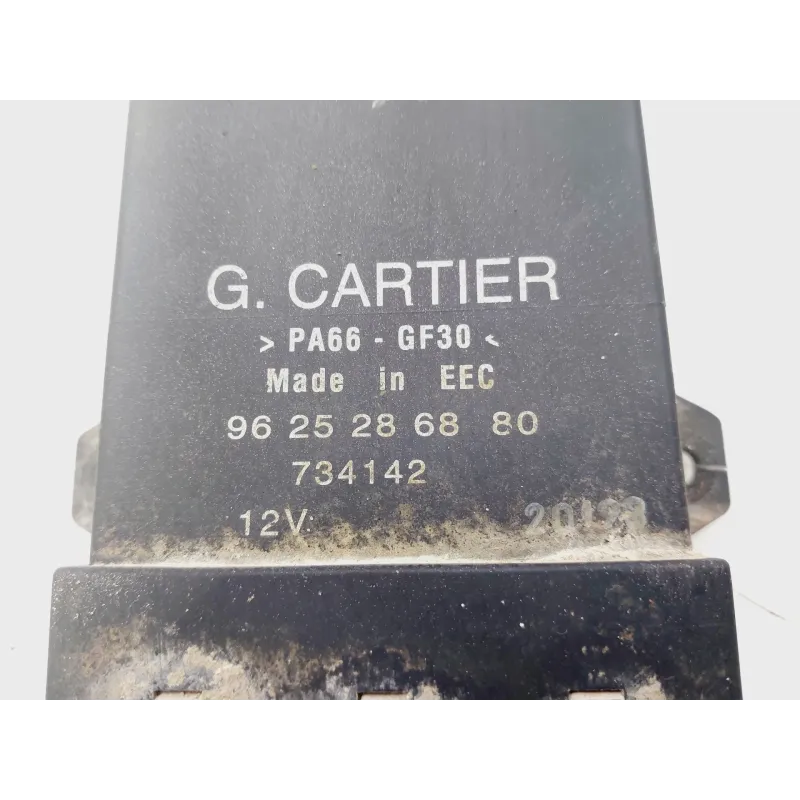 G. CARTIER
> PA66 - GF30 <
Made in EEC
96 25 28 68 80
734142
12V